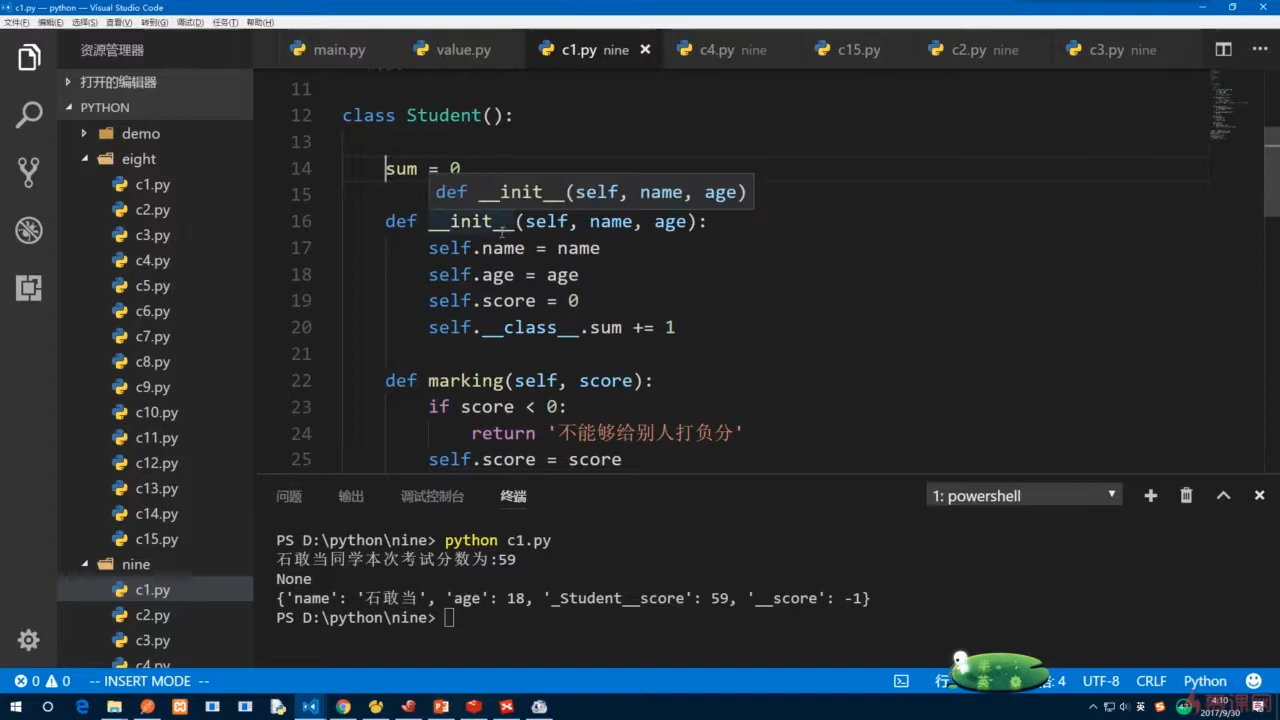 c1.py — python — Visual Studio Code
文件(F) 编辑(E) 选择(S) 查看(V) 转到(G) 调试(D) 任务(T) 帮助(H)
资源管理器
main.py value.py c1.py nine c4.py nine c15.py c2.py nine c3.py nine
打开的编辑器
PYTHON
demo
eight
c1.py
c2.py
c3.py
c4.py
c5.py
c6.py
c7.py
c8.py
c9.py
c10.py
c11.py
c12.py
c13.py
c14.py
c15.py
nine
c1.py
c2.py
c3.py
c4.py
11
12 class Student():
13
14 sum = 0
15
def __init__(self, name, age)
16 def __init__(self, name, age):
17 self.name = name
18 self.age = age
19 self.score = 0
20 self.__class__.sum += 1
21
22 def marking(self, score):
23 if score < 0:
24 return '不能够给别人打负分'
25 self.score = score
问题 输出 调试控制台 终端 1: powershell
PS D:\python\nine> python c1.py
石敢当同学本次考试分数为:59
None
{'name': '石敢当', 'age': 18, '_Student__score': 59, '__score': -1}
PS D:\python\nine>
0 0 -- INSERT MODE -- 行 : 4 UTF-8 CRLF Python
英 47 4:10
2017/9/30